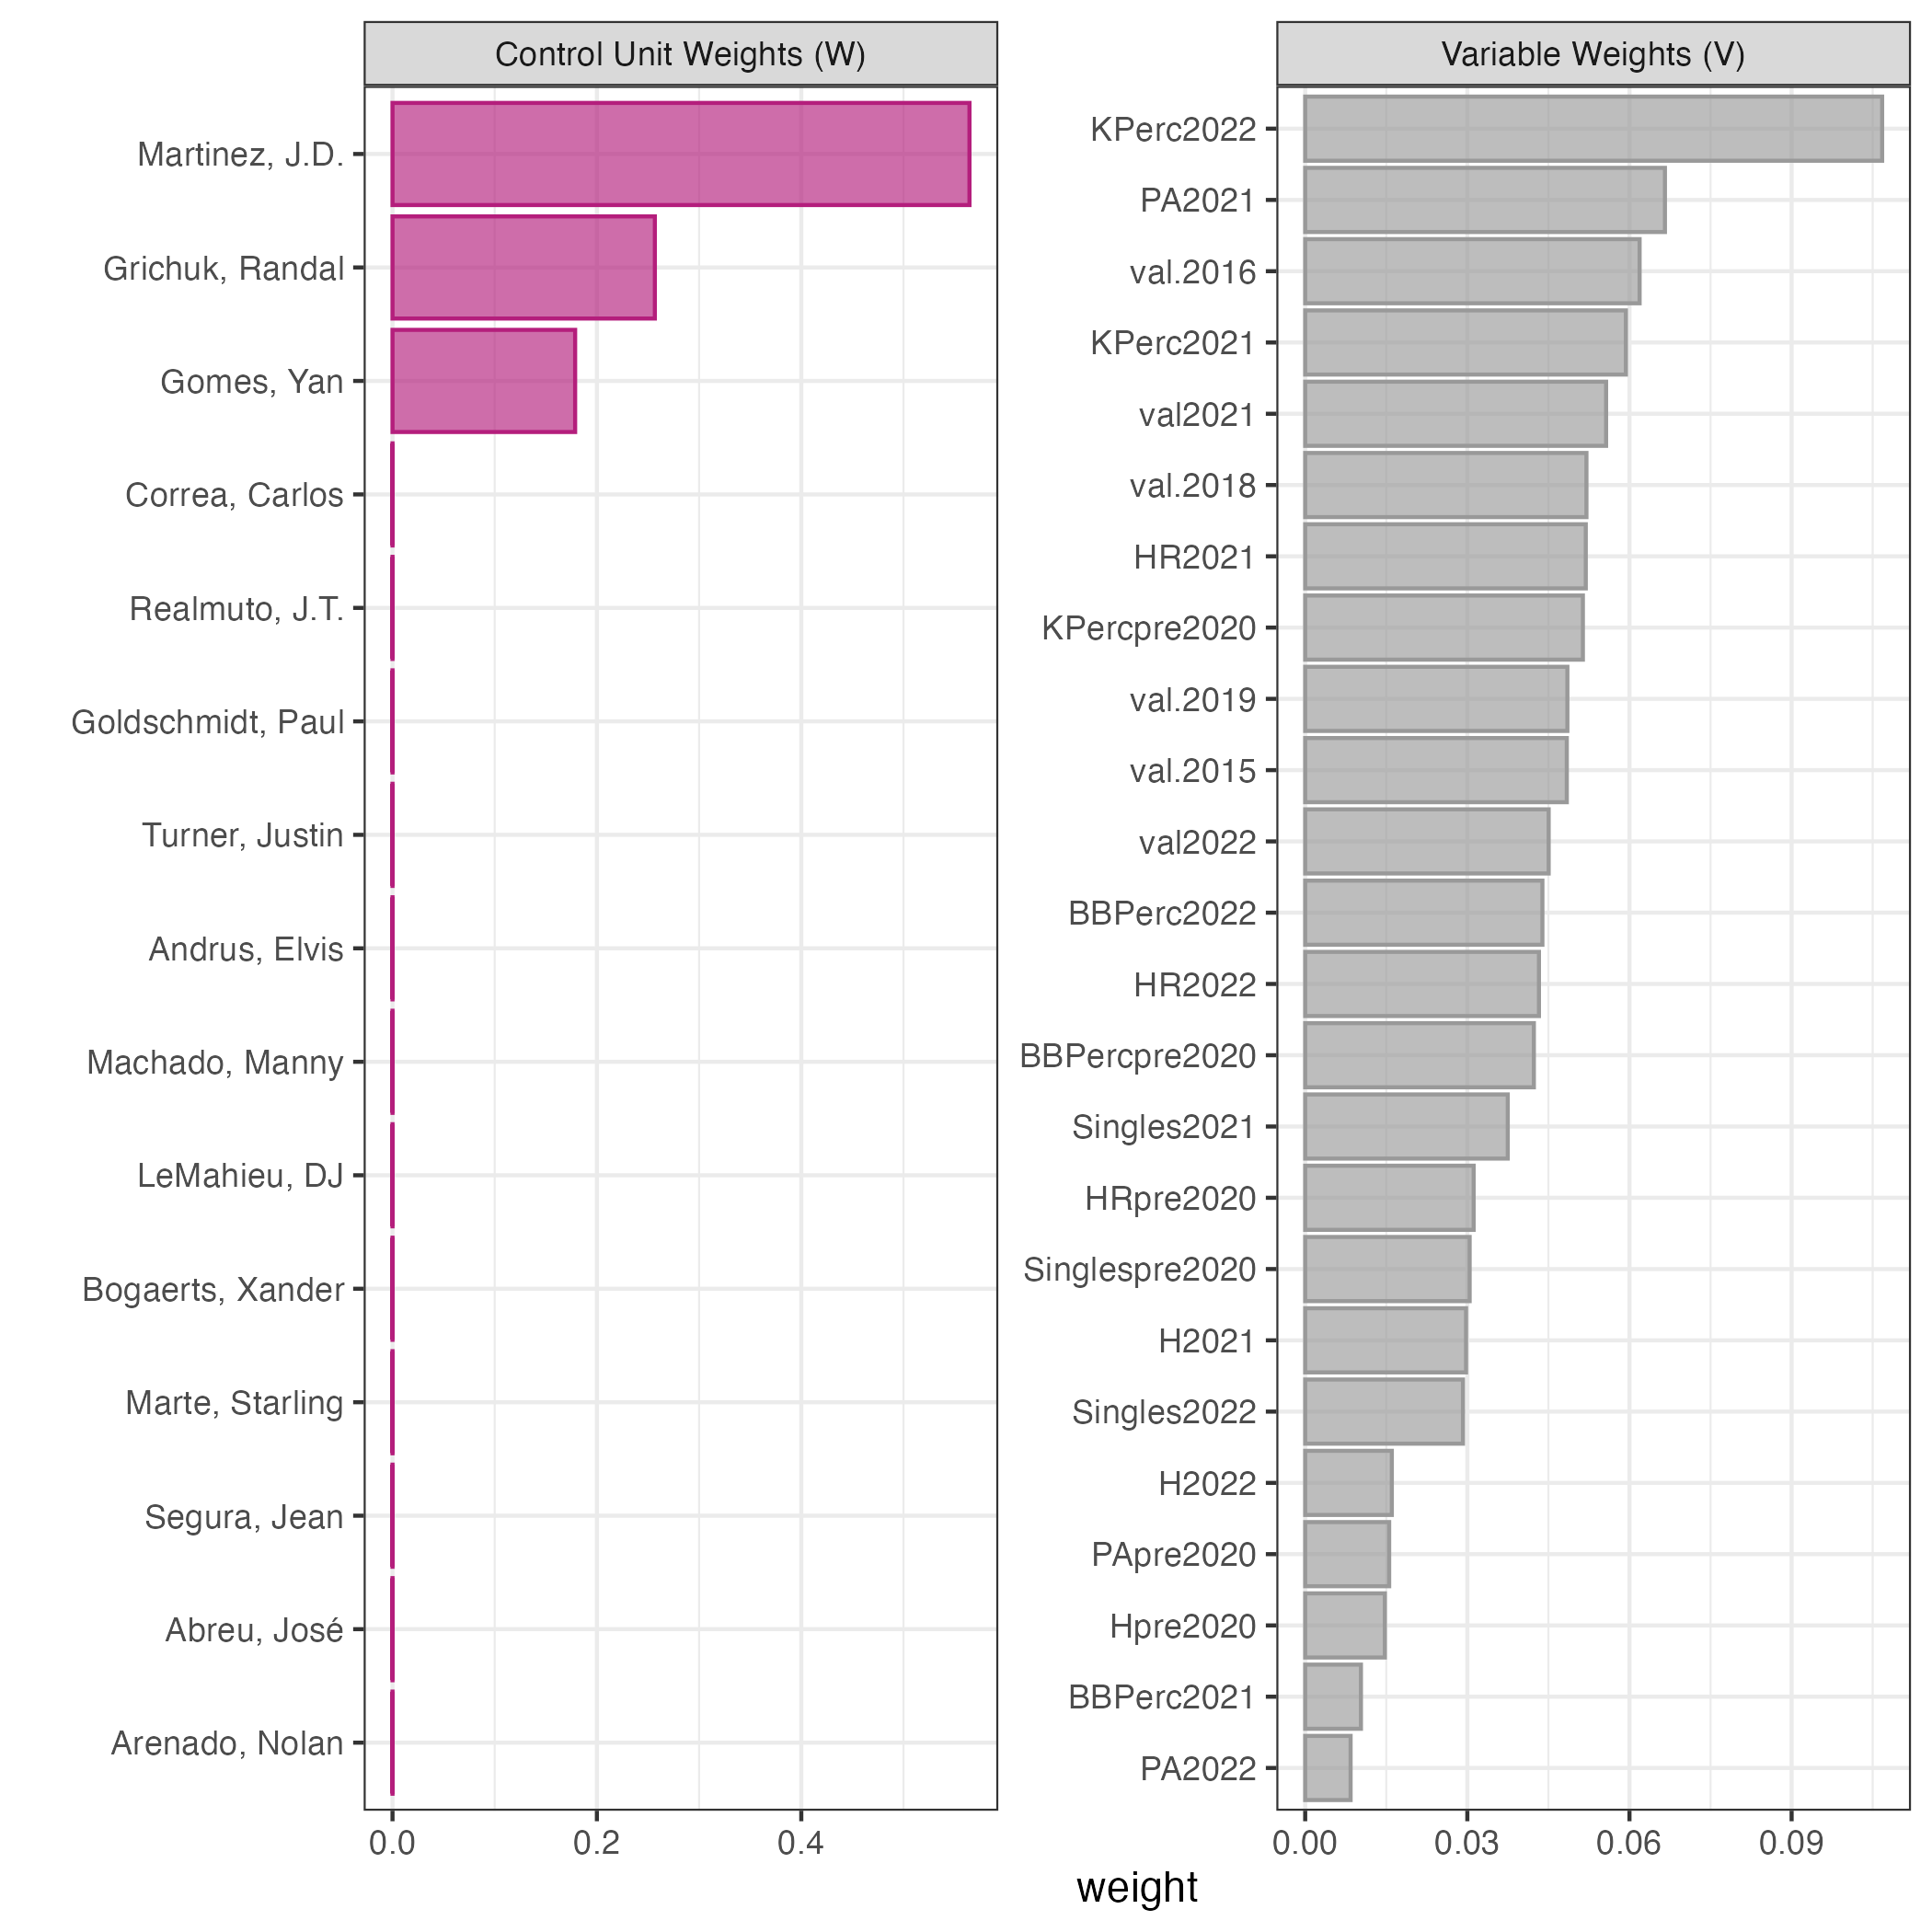 Control Unit Weights (W)
Martinez, J.D.
Grichuk, Randal
Gomes, Yan
Correa, Carlos
Realmuto, J.T.
Goldschmidt, Paul
Turner, Justin
Andrus, Elvis
Machado, Manny
LeMahieu, DJ
Bogaerts, Xander
Marte, Starling
Segura, Jean
Abreu, José
Arenado, Nolan
0.0 0.2 0.4
Variable Weights (V)
KPerc2022
PA2021
val.2016
KPerc2021
val2021
val.2018
HR2021
KPercpre2020
val.2019
val.2015
val2022
BBPerc2022
HR2022
BBPercpre2020
Singles2021
HRpre2020
Singlespre2020
H2021
Singles2022
H2022
PApre2020
Hpre2020
BBPerc2021
PA2022
0.00 0.03 0.06 0.09
weight